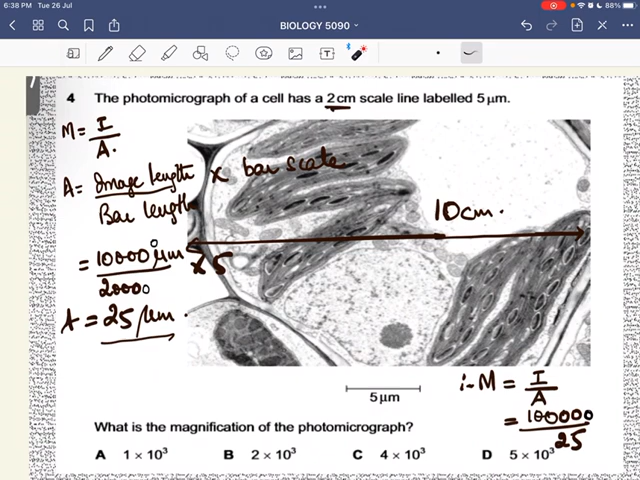 6:38 PM Tue 26 Jul
88%
BIOLOGY 5090
4 The photomicrograph of a cell has a 2 cm scale line labelled 5 μm.
M = I
A.
A = Image length × bar scale
Bar length
10cm.
= 100000 μm × 5
20000
A = 25 μm
5 μm
∴ M = I
A
= 100000
25
What is the magnification of the photomicrograph?
A 1 × 10³ B 2 × 10³ C 4 × 10³ D 5 × 10³